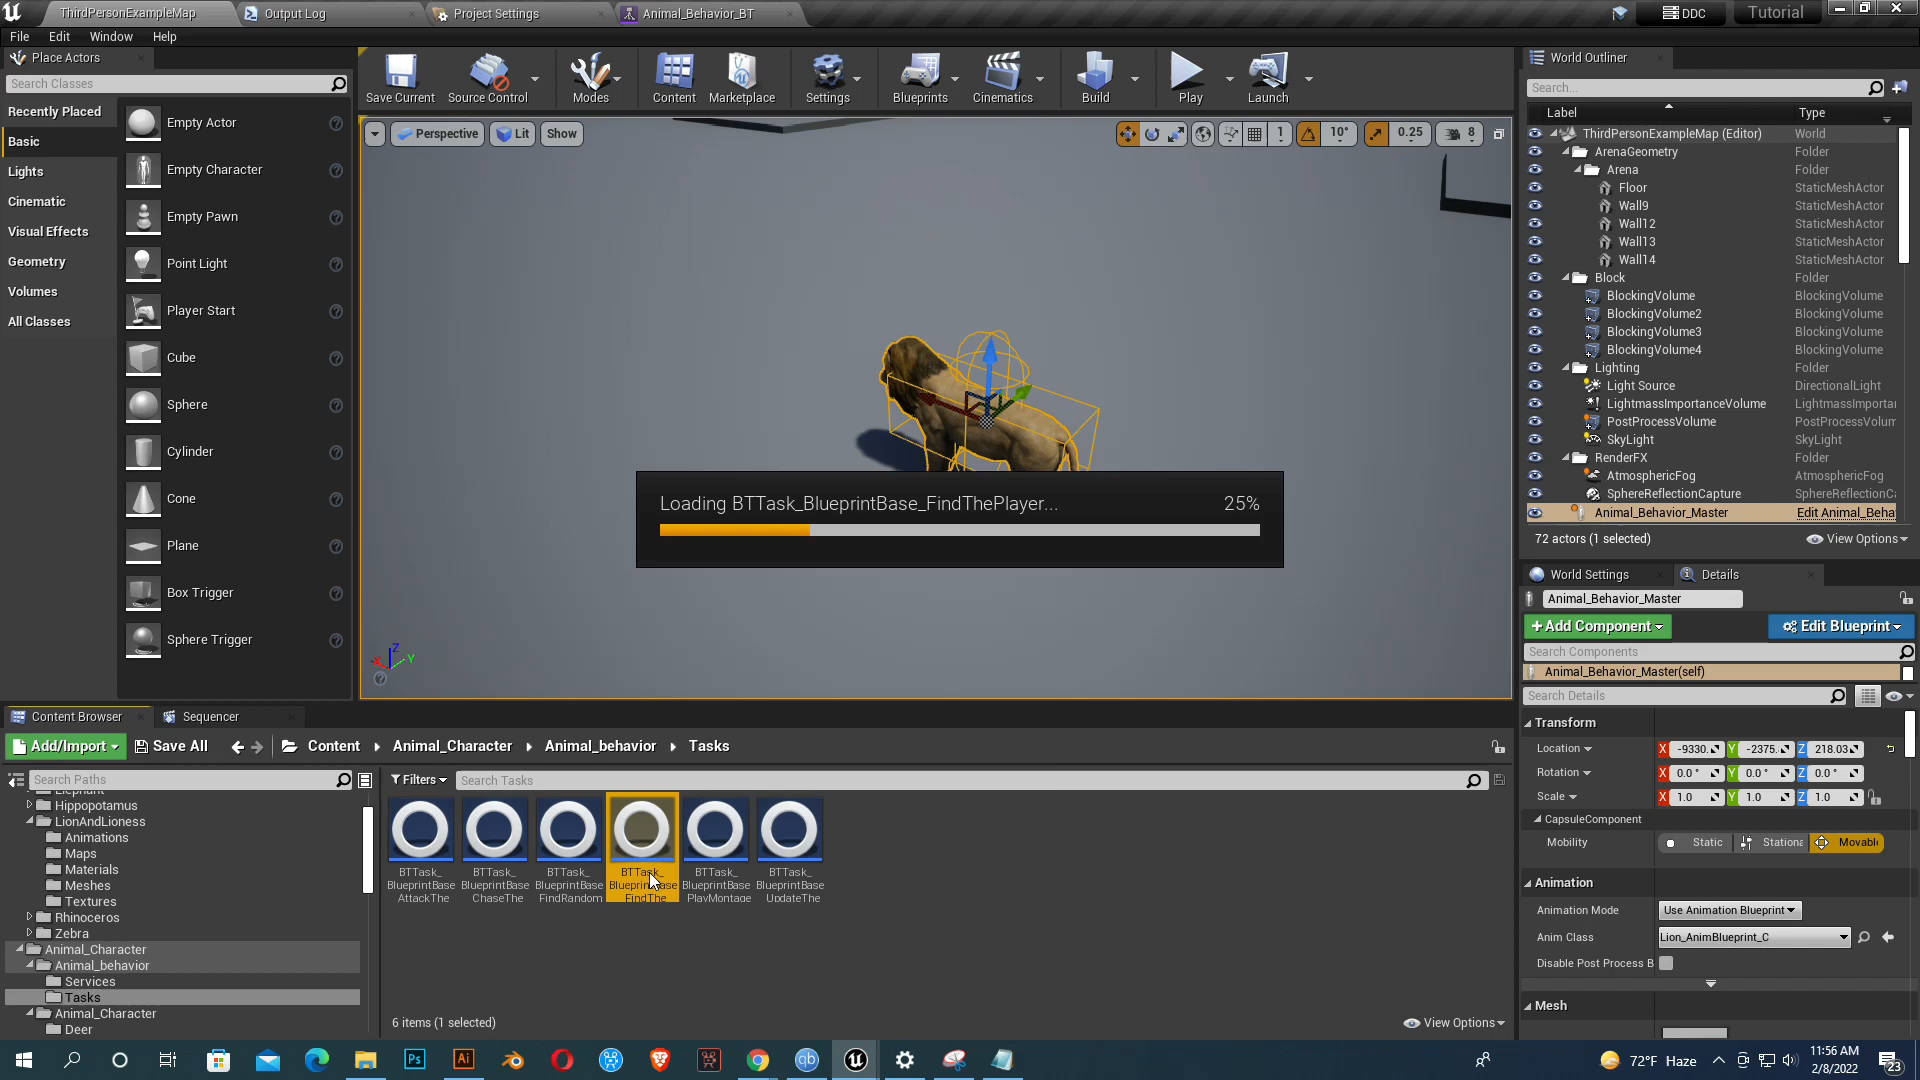 ThirdPersonExampleMap
Output Log
Project Settings
Animal_Behavior_BT
DDC
Tutorial
File Edit Window Help
Place Actors
Search Classes
Recently Placed
Basic
Lights
Cinematic
Visual Effects
Geometry
Volumes
All Classes
Empty Actor
Empty Character
Empty Pawn
Point Light
Player Start
Cube
Sphere
Cylinder
Cone
Plane
Box Trigger
Sphere Trigger
Save Current
Source Control
Modes
Content
Marketplace
Settings
Blueprints
Cinematics
Build
Play
Launch
Perspective
Lit
Show
1
10°
0.25
8
Loading BTTask_BlueprintBase_FindThePlayer... 25%
X Y Z
World Outliner
Search...
Label Type
ThirdPersonExampleMap (Editor) World
ArenaGeometry Folder
Arena Folder
Floor StaticMeshActor
Wall9 StaticMeshActor
Wall12 StaticMeshActor
Wall13 StaticMeshActor
Wall14 StaticMeshActor
Block Folder
BlockingVolume BlockingVolume
BlockingVolume2 BlockingVolume
BlockingVolume3 BlockingVolume
BlockingVolume4 BlockingVolume
Lighting Folder
Light Source DirectionalLight
LightmassImportanceVolume LightmassImportan
PostProcessVolume PostProcessVolum
SkyLight SkyLight
RenderFX Folder
AtmosphericFog AtmosphericFog
SphereReflectionCapture SphereReflectionCa
Animal_Behavior_Master Edit Animal_Beha
72 actors (1 selected)
View Options
World Settings
Details
Animal_Behavior_Master
+Add Component
Edit Blueprint
Search Components
Animal_Behavior_Master(self)
Search Details
Transform
Location X -9330. Y -2375. Z 218.03
Rotation X 0.0 ° Y 0.0 ° Z 0.0 °
Scale X 1.0 Y 1.0 Z 1.0
CapsuleComponent
Mobility Static Stationa Movabl
Animation
Animation Mode Use Animation Blueprint
Anim Class Lion_AnimBlueprint_C
Disable Post Process B
Mesh
Content Browser
Sequencer
Add/Import
Save All
Content
Animal_Character
Animal_behavior
Tasks
Search Paths
Filters
Search Tasks
Elephant
Hippopotamus
LionAndLioness
Animations
Maps
Materials
Meshes
Textures
Rhinoceros
Zebra
Animal_Character
Animal_behavior
Services
Tasks
Animal_Character
Deer
BTTask_
BlueprintBase
AttackThe
BTTask_
BlueprintBase
ChaseThe
BTTask_
BlueprintBase
FindRandom
BTTask_
BlueprintBase
FindThe
BTTask_
BlueprintBase
PlayMontage
BTTask_
BlueprintBase
UpdateThe
6 items (1 selected)
View Options
Ps
Ai
qb
72°F Haze
11:56 AM
2/8/2022
23